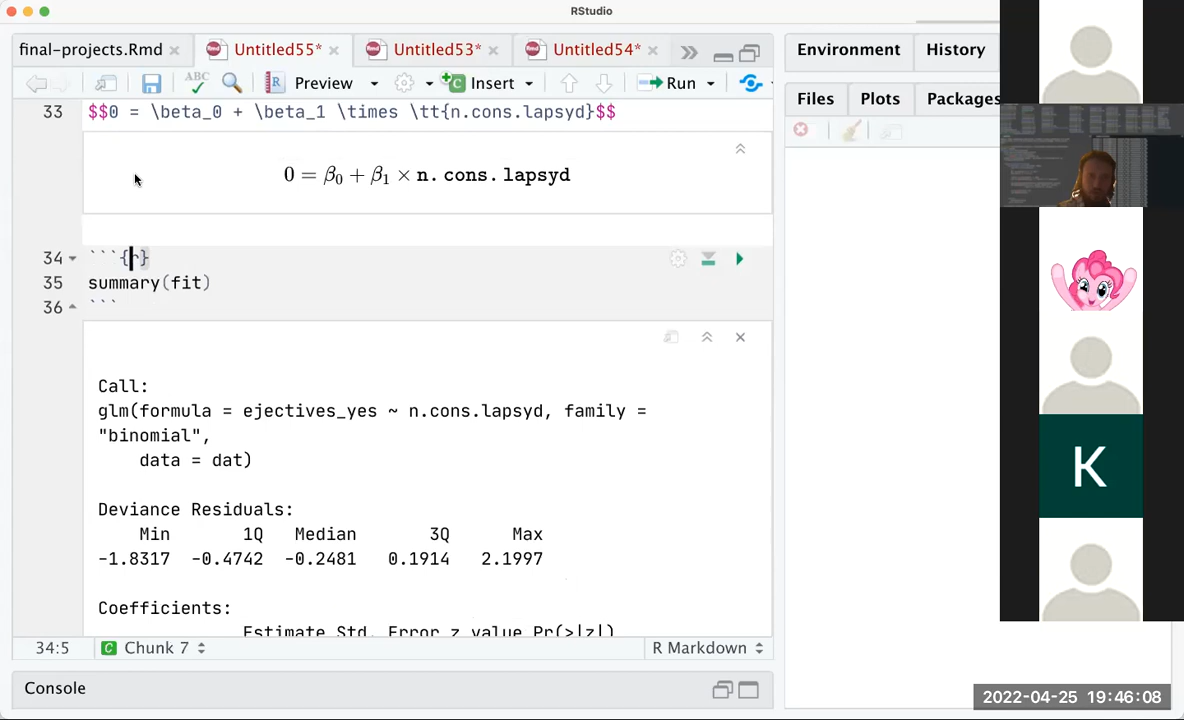 RStudio
final-projects.Rmd
Untitled55*
Untitled53*
Untitled54*
Environment
History
ABC
Preview
Insert
Run
Files
Plots
Packages
33 $$0 = \beta_0 + \beta_1 \times \tt{n.cons.lapsyd}$$
0 = β0 + β1 × n. cons. lapsyd
34 ```{r}
35 summary(fit)
36 ```
Call:
glm(formula = ejectives_yes ~ n.cons.lapsyd, family =
"binomial",
data = dat)
Deviance Residuals:
Min 1Q Median 3Q Max
-1.8317 -0.4742 -0.2481 0.1914 2.1997
Coefficients:
Estimate Std. Error z value Pr(>|z|)
34:5
C Chunk 7
R Markdown
Console
K
2022-04-25 19:46:08